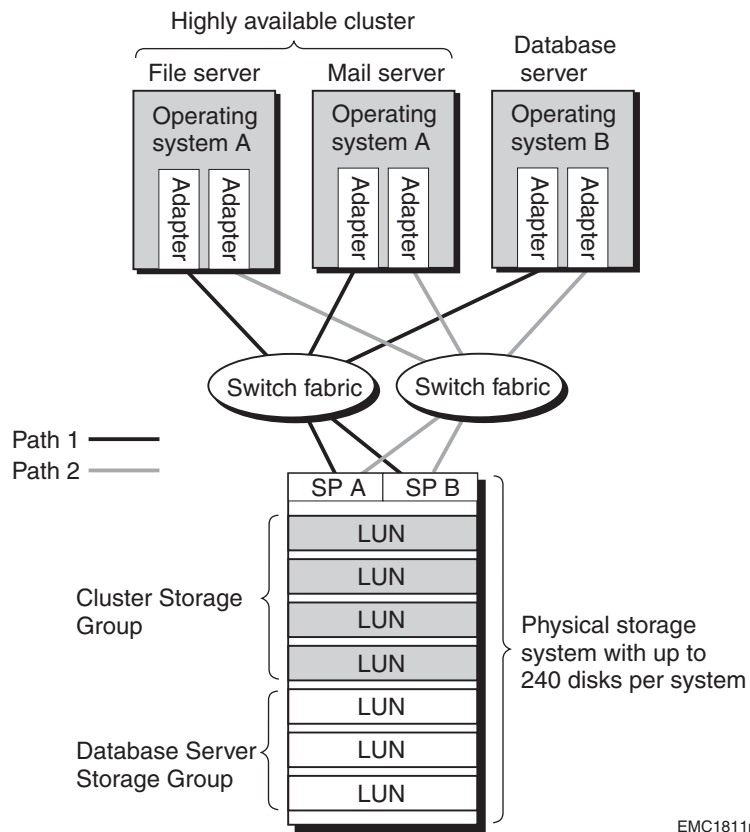 Highly available cluster
File server
Mail server
Database
server
Operating
system A
Operating
system A
Operating
system B
Adapter
Adapter
Adapter
Adapter
Adapter
Adapter
Switch fabric
Switch fabric
Path 1
Path 2
SP A
SP B
LUN
LUN
LUN
LUN
Cluster Storage
Group
Physical storage
system with up to
240 disks per system
LUN
LUN
LUN
Database Server
Storage Group